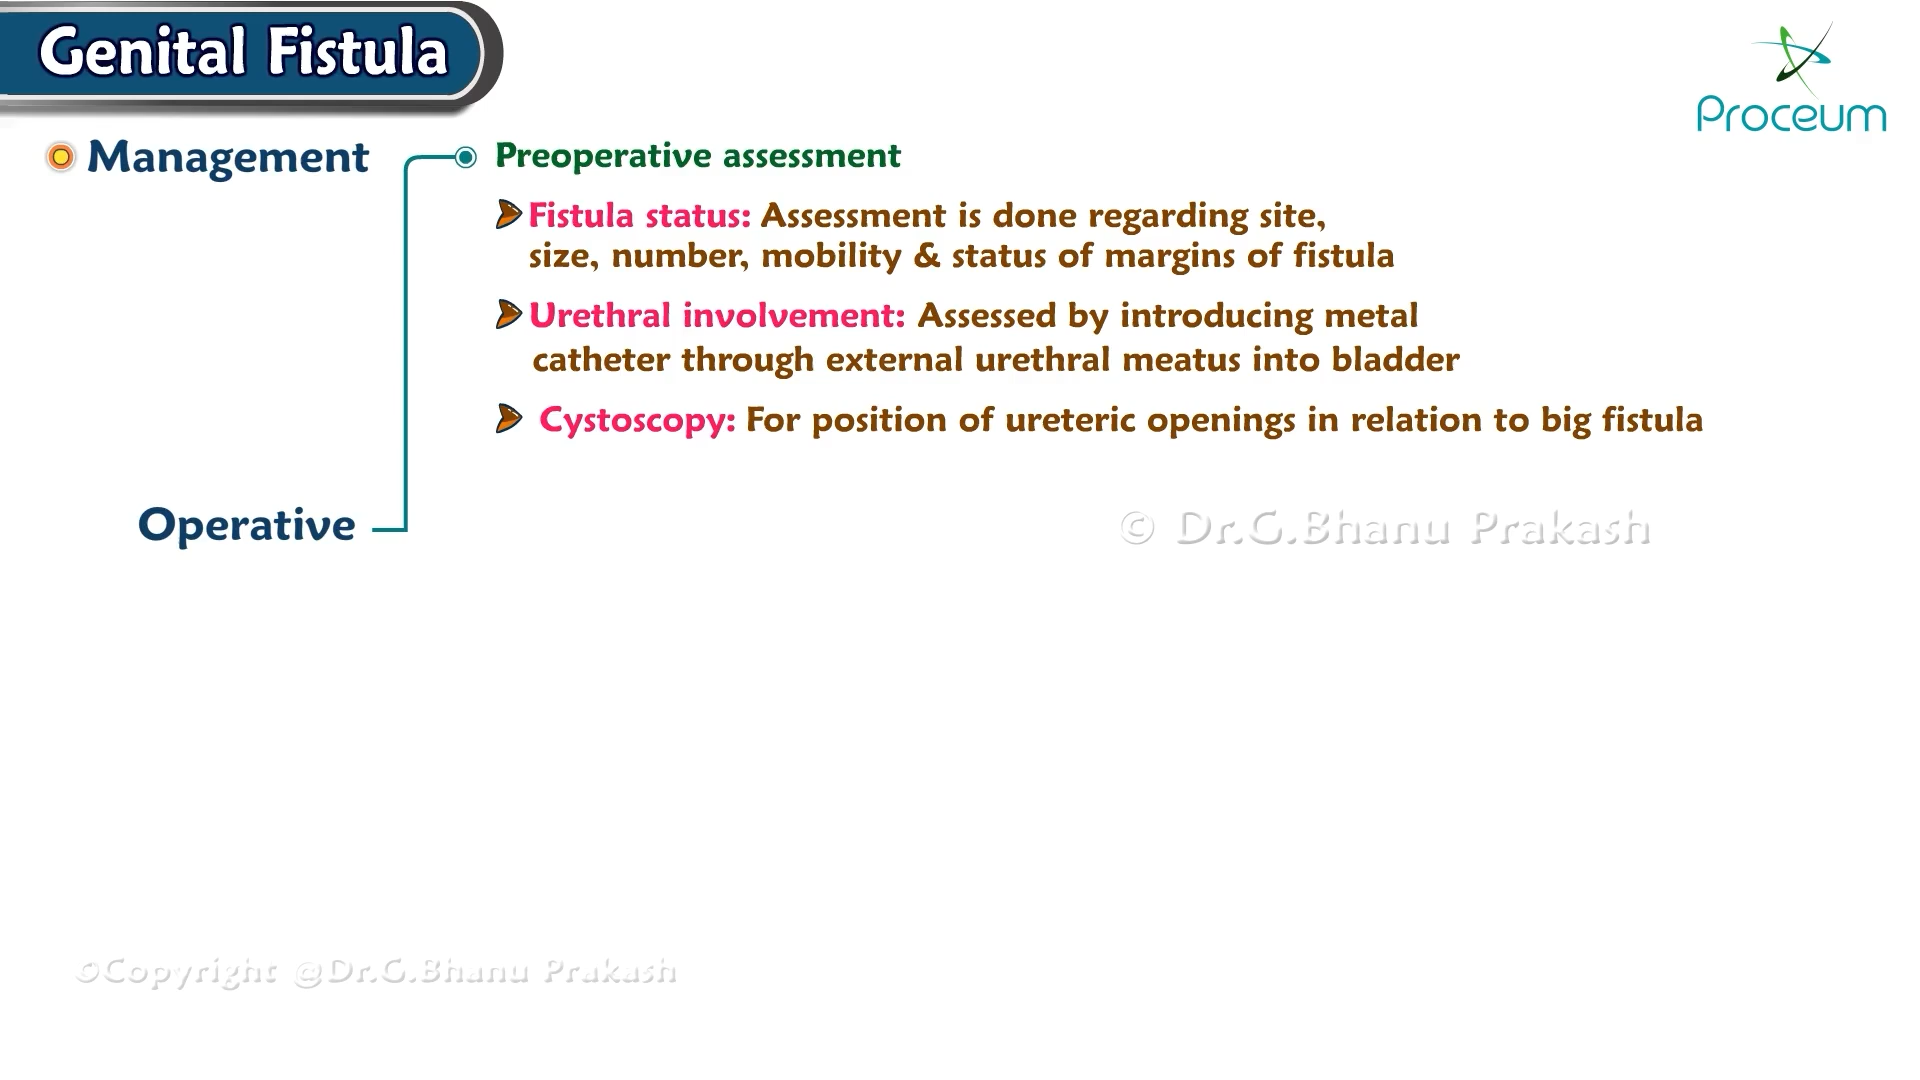 Genital Fistula
Proceum
Management
Preoperative assessment
Fistula status: Assessment is done regarding site,
size, number, mobility & status of margins of fistula
Urethral involvement: Assessed by introducing metal
catheter through external urethral meatus into bladder
Cystoscopy: For position of ureteric openings in relation to big fistula
Operative
© Dr.G.Bhanu Prakash
©Copyright @Dr.G.Bhanu Prakash